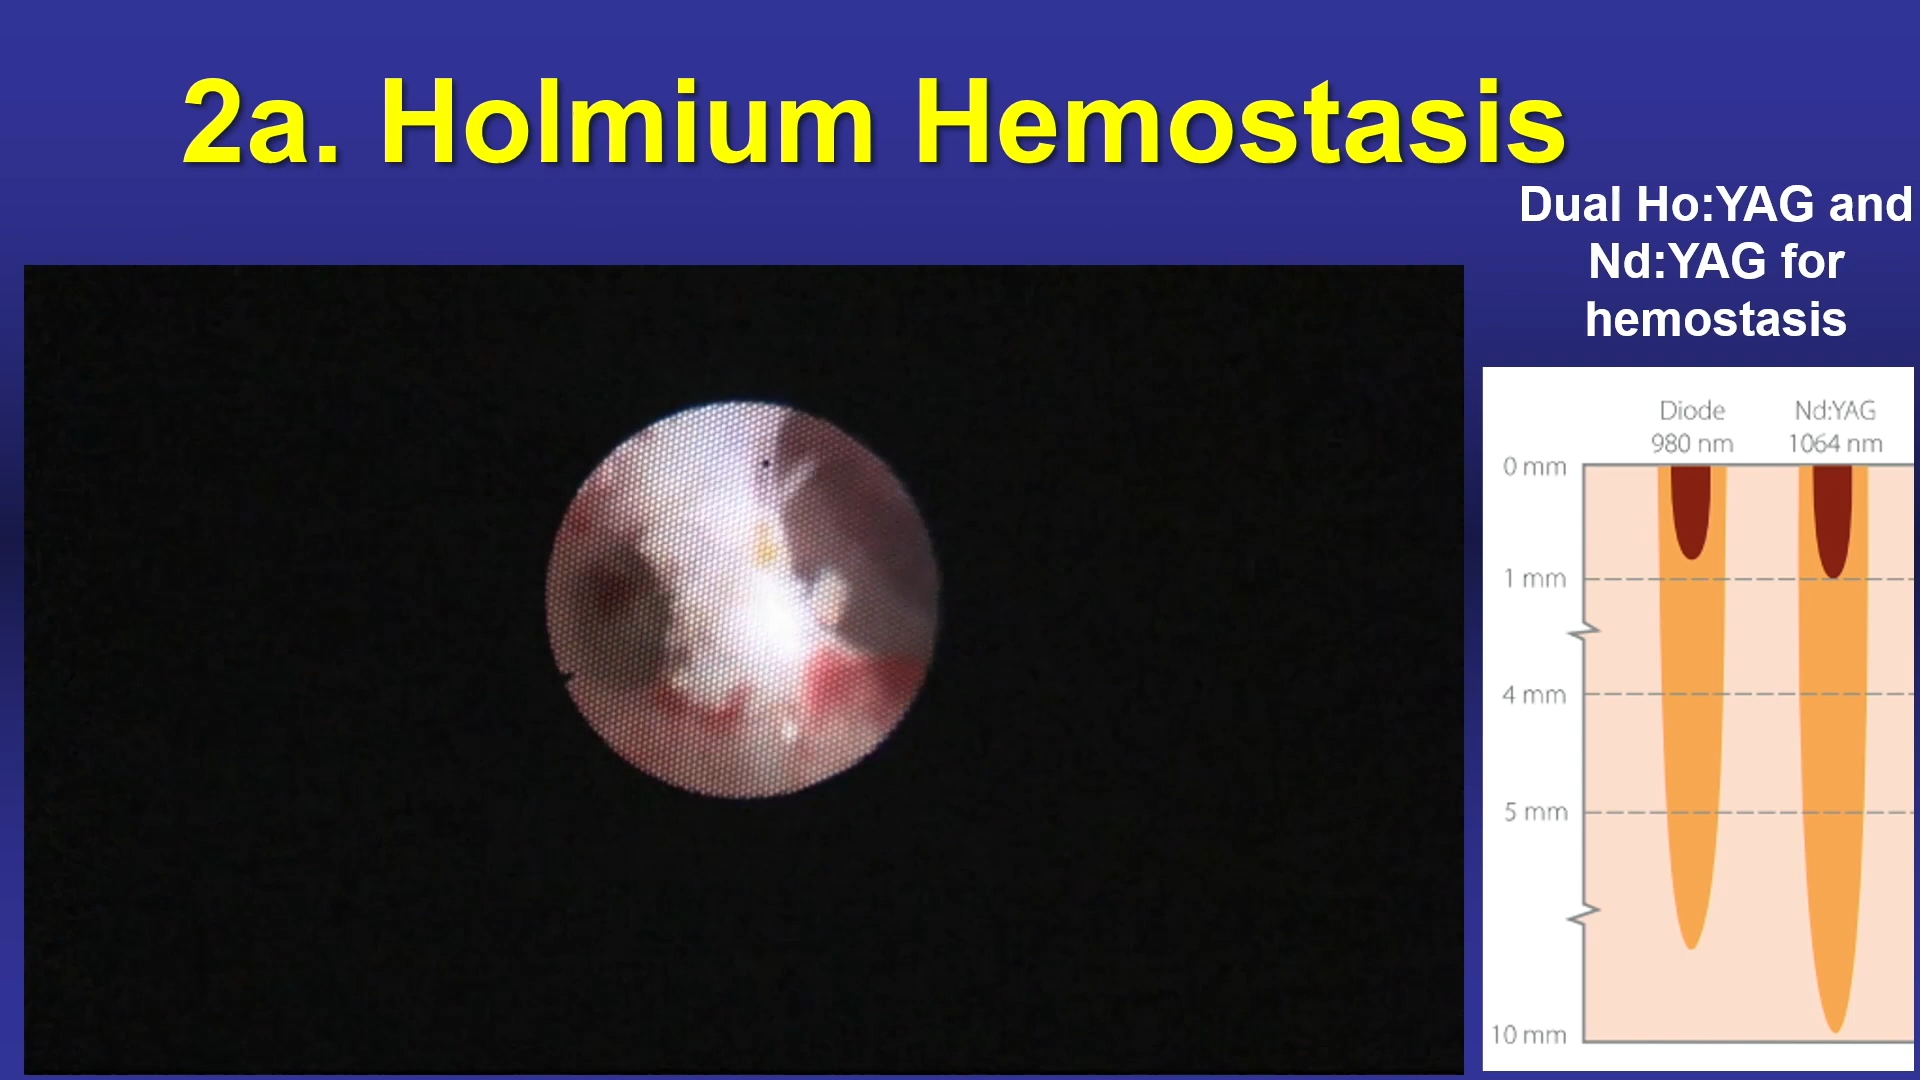 2a. Holmium Hemostasis
Dual Ho:YAG and
Nd:YAG for
hemostasis
Diode
980 nm
Nd:YAG
1064 nm
0 mm
1 mm
4 mm
5 mm
10 mm